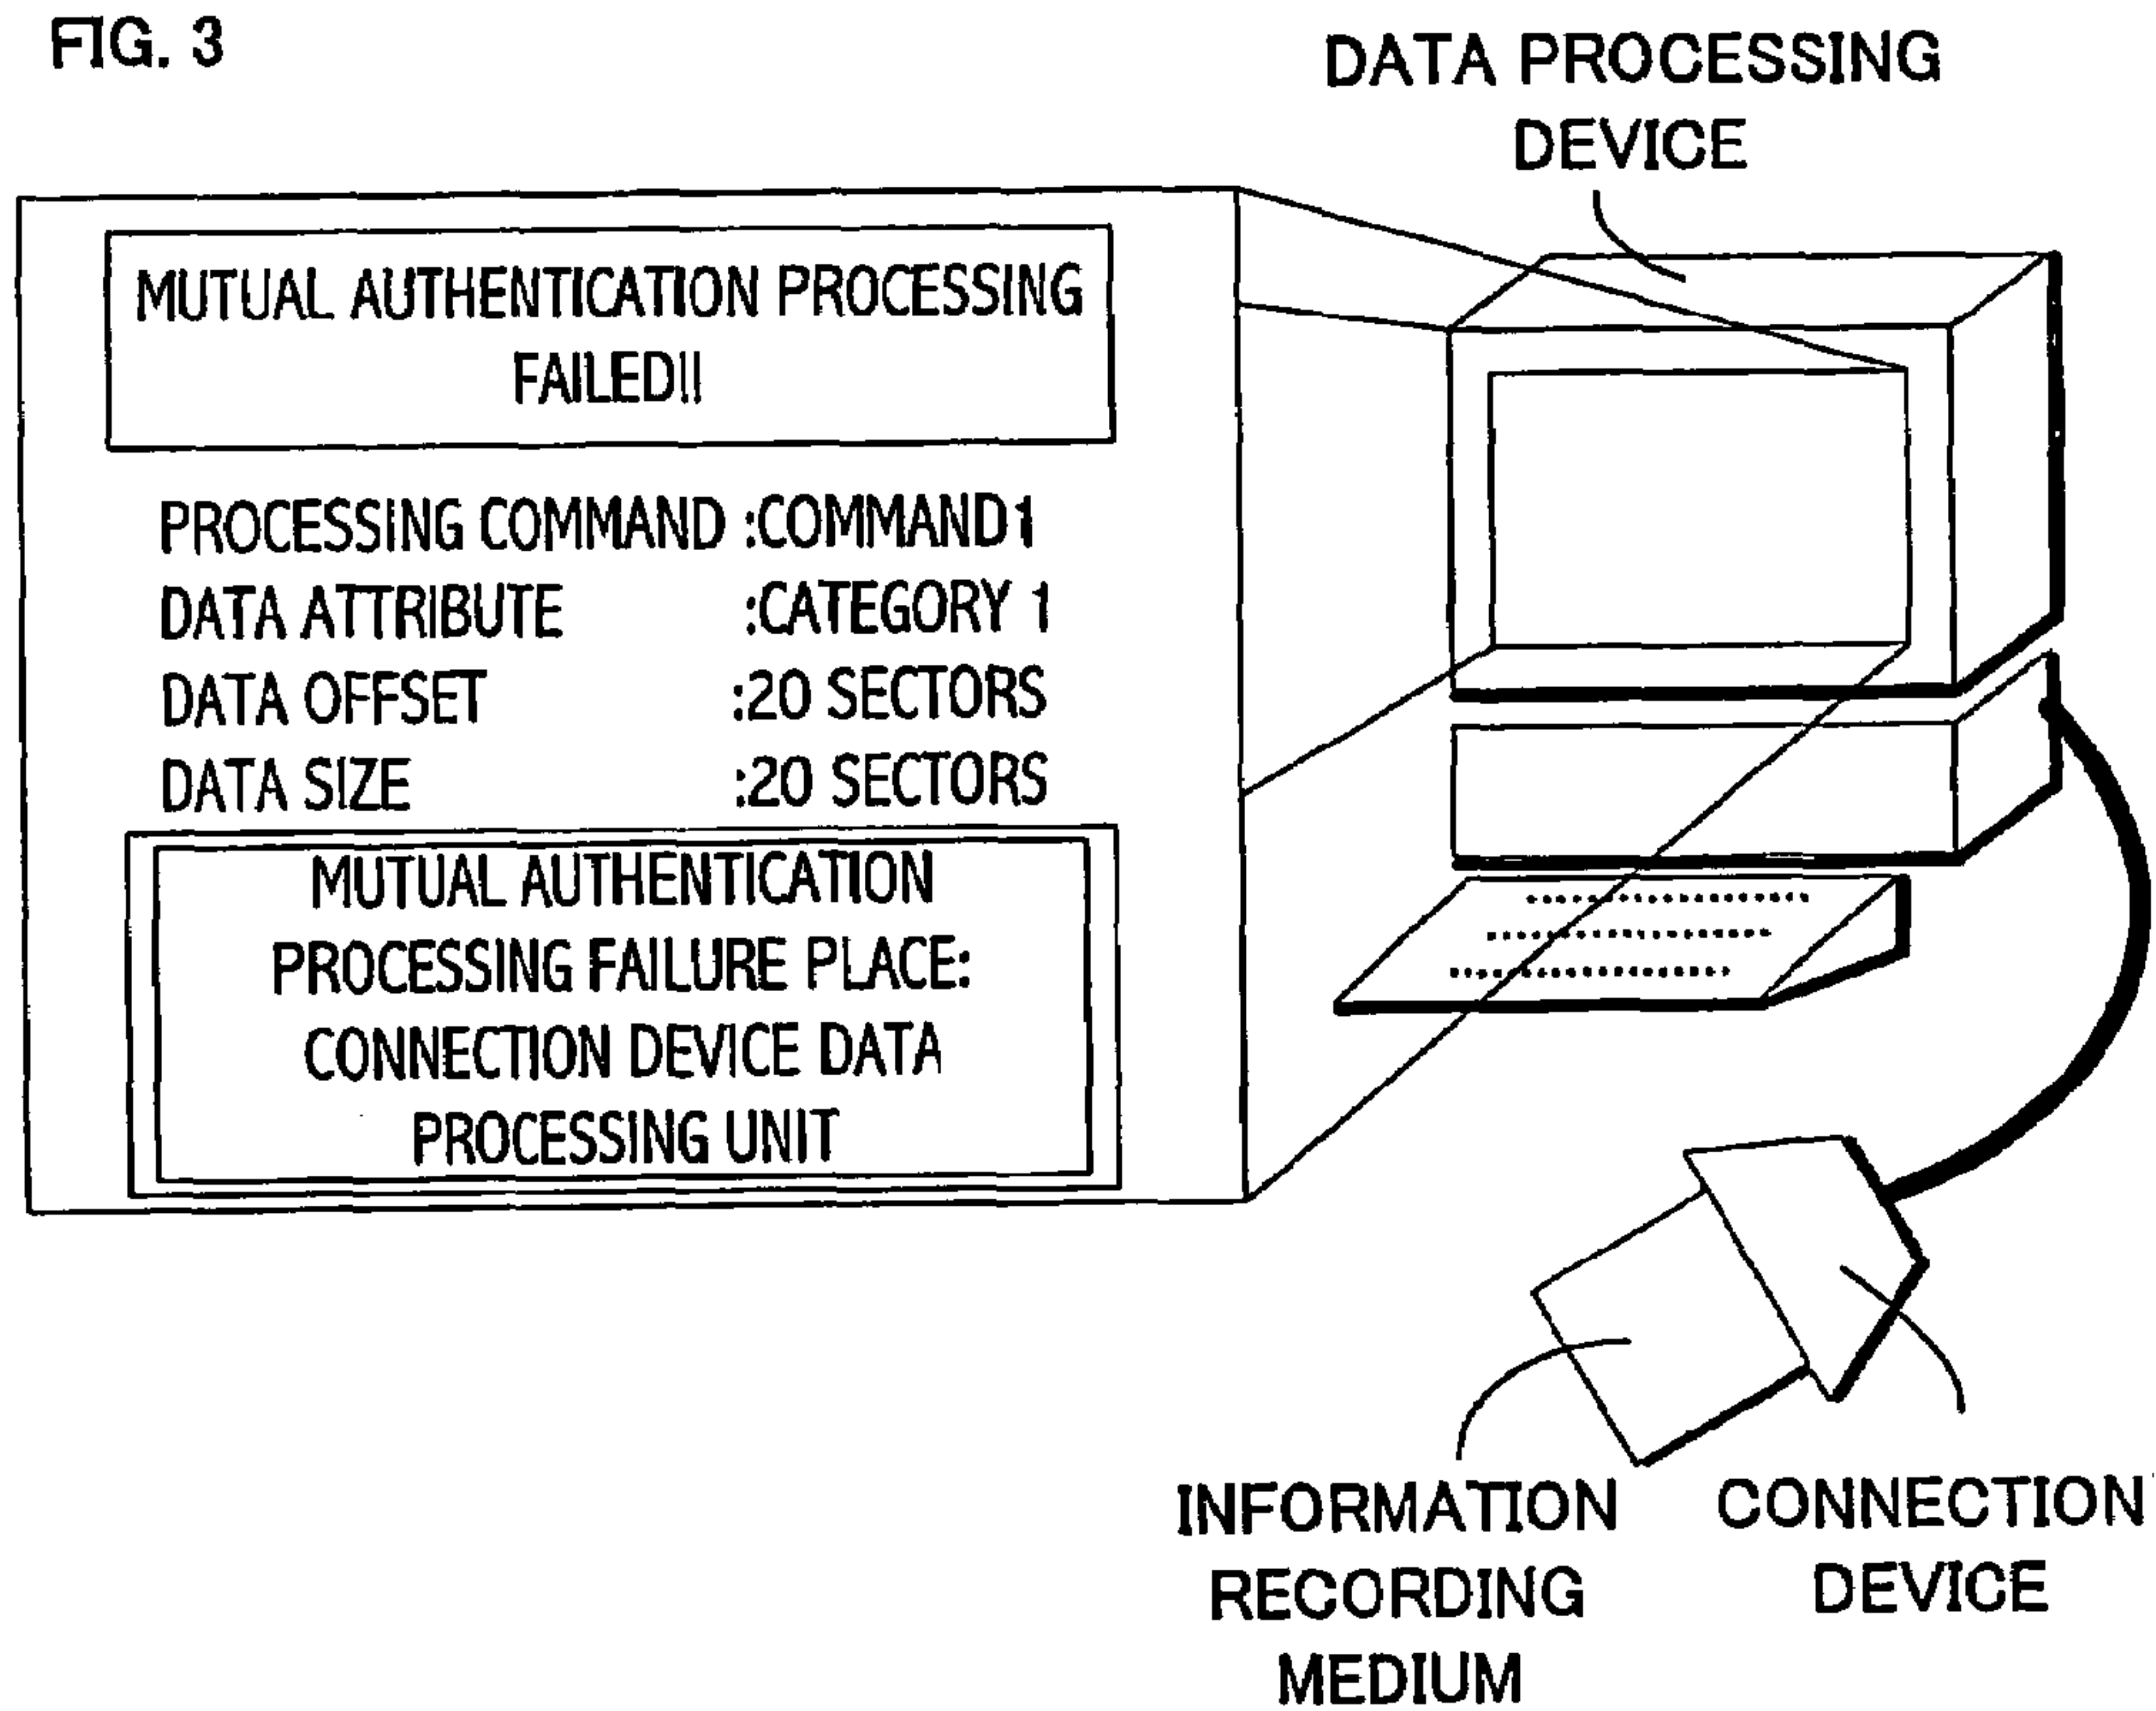 FIG. 3
DATA PROCESSING
DEVICE
MUTUAL AUTHENTICATION PROCESSING
FAILED!!
PROCESSING COMMAND :COMMAND1
DATA ATTRIBUTE :CATEGORY 1
DATA OFFSET :20 SECTORS
DATA SIZE :20 SECTORS
MUTUAL AUTHENTICATION
PROCESSING FAILURE PLACE:
CONNECTION DEVICE DATA
PROCESSING UNIT
INFORMATION
RECORDING
MEDIUM
CONNECTION
DEVICE